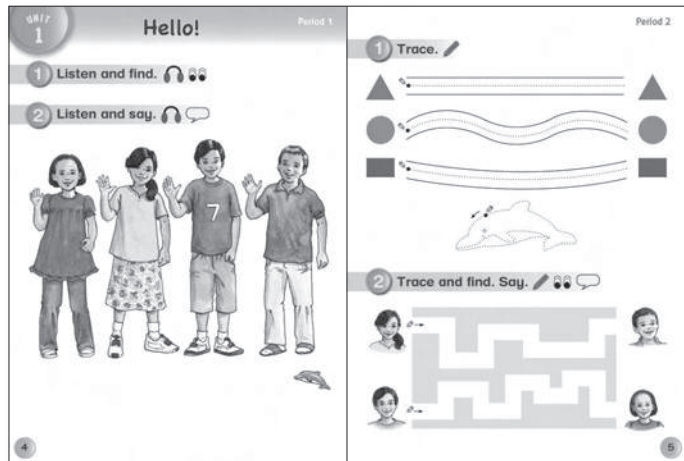 UNIT
1
Hello!
Period 1
1 Listen and find.
2 Listen and say.
7
4
Period 2
1 Trace.
2 Trace and find. Say.
5